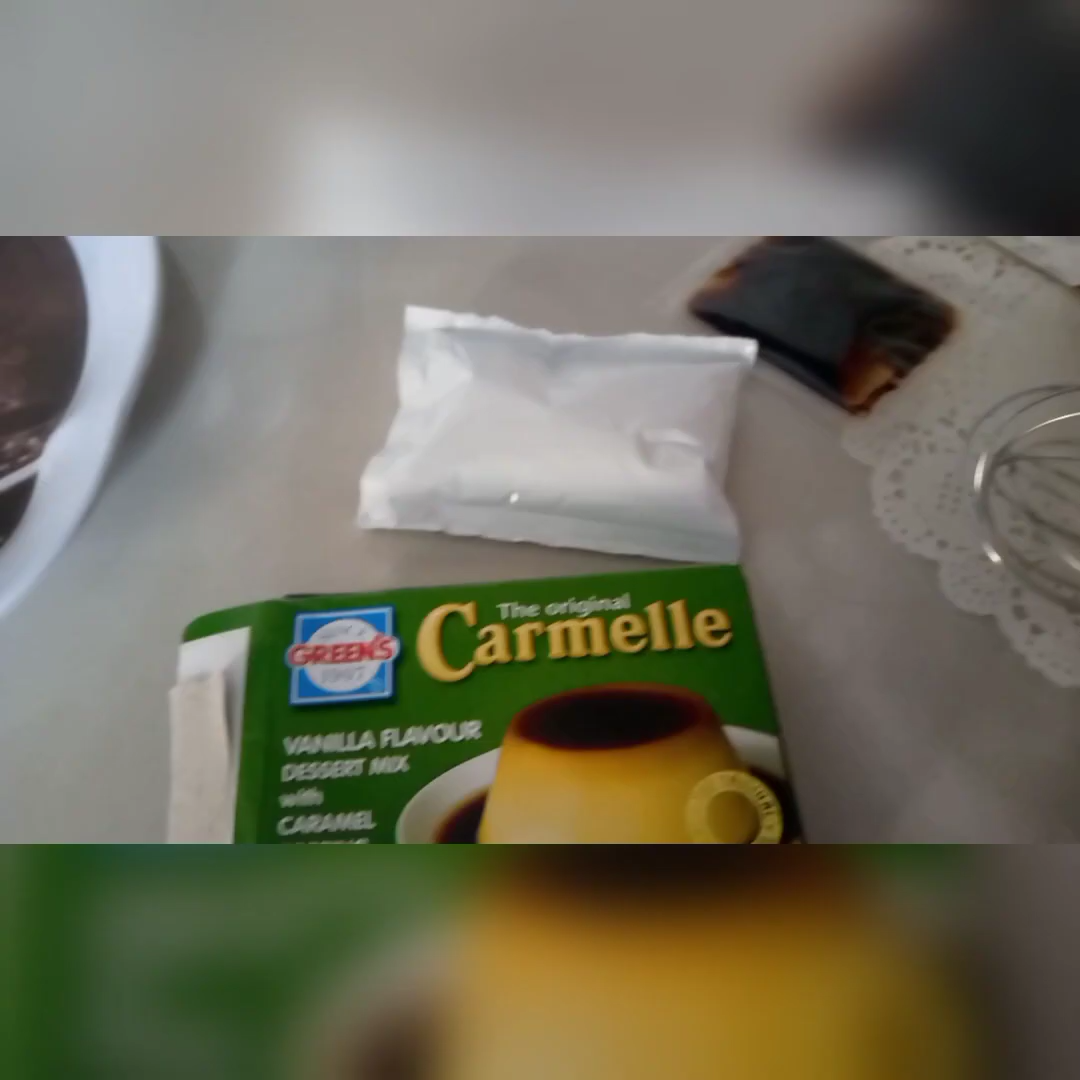 The original
Carmelle
GREEN'S
VANILLA FLAVOUR
DESSERT MIX
with
CARAMEL